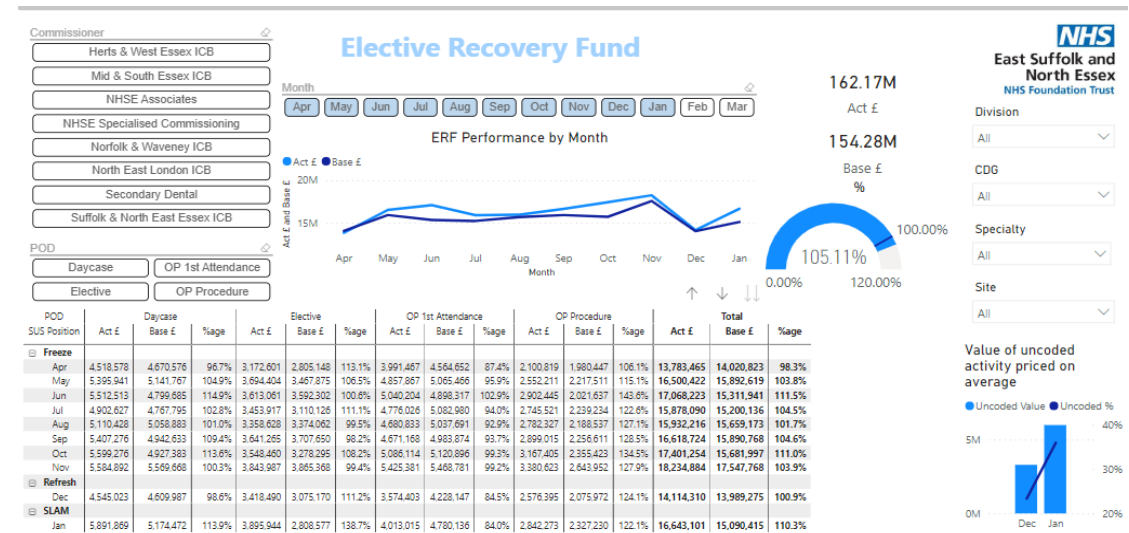 Commissioner
Herts & West Essex ICB
Mid & South Essex ICB
NHSE Associates
NHSE Specialised Commissioning
Norfolk & Waveney ICB
North East London ICB
Secondary Dental
Suffolk & North East Essex ICB
POD
Daycase
OP 1st Attendance
Elective
OP Procedure
Elective Recovery Fund
Month
Apr May Jun Jul Aug Sep Oct Nov Dec Jan Feb Mar
ERF Performance by Month
Act £ Base £
Act £ and Base £
20M
15M
Apr May Jun Jul Aug Sep Oct Nov Dec Jan
Month
162.17M
Act £
154.28M
Base £
%
100.00%
105.11%
0.00% 120.00%
NHS
East Suffolk and
North Essex
NHS Foundation Trust
Division
All
CDG
All
Specialty
All
Site
All
Value of uncoded
activity priced on
average
Uncoded Value Uncoded %
5M 40%
30%
0M 20%
Dec Jan
POD Daycase Elective OP 1st Attendance OP Procedure Total
SUS Position Act £ Base £ %age Act £ Base £ %age Act £ Base £ %age Act £ Base £ %age Act £ Base £ %age
Freeze
Apr 4,518,578 4,670,576 96.7% 3,172,601 2,805,148 113.1% 3,991,467 4,564,652 87.4% 2,100,819 1,980,447 106.1% 13,783,465 14,020,823 98.3%
May 5,395,941 5,141,767 104.9% 3,694,404 3,467,875 106.5% 4,857,867 5,065,466 95.9% 2,552,211 2,217,511 115.1% 16,500,422 15,892,619 103.8%
Jun 5,512,513 4,799,685 114.9% 3,613,061 3,592,302 100.6% 5,040,204 4,898,317 102.9% 2,902,445 2,021,637 143.6% 17,068,223 15,311,941 111.5%
Jul 4,902,627 4,767,795 102.8% 3,453,917 3,110,126 111.1% 4,776,026 5,082,980 94.0% 2,745,521 2,239,234 122.6% 15,878,090 15,200,136 104.5%
Aug 5,110,428 5,058,883 101.0% 3,358,628 3,374,062 99.5% 4,680,833 5,037,691 92.9% 2,782,327 2,188,537 127.1% 15,932,216 15,659,173 101.7%
Sep 5,407,276 4,942,633 109.4% 3,641,265 3,707,650 98.2% 4,671,168 4,983,874 93.7% 2,899,015 2,256,611 128.5% 16,618,724 15,890,768 104.6%
Oct 5,599,276 4,927,383 113.6% 3,548,460 3,278,295 108.2% 5,086,114 5,120,896 99.3% 3,167,405 2,355,423 134.5% 17,401,254 15,681,997 111.0%
Nov 5,584,892 5,569,668 100.3% 3,843,987 3,865,368 99.4% 5,425,381 5,468,781 99.2% 3,380,623 2,643,952 127.9% 18,234,884 17,547,768 103.9%
Refresh
Dec 4,545,023 4,609,987 98.6% 3,418,490 3,075,170 111.2% 3,574,403 4,228,147 84.5% 2,576,395 2,075,972 124.1% 14,114,310 13,989,275 100.9%
SLAM
Jan 5,891,869 5,174,472 113.9% 3,895,944 2,808,577 138.7% 4,013,015 4,780,136 84.0% 2,842,273 2,327,230 122.1% 16,643,101 15,090,415 110.3%